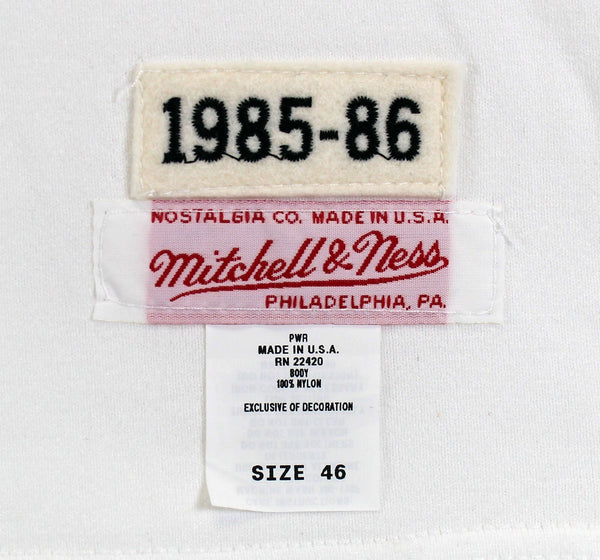 1985-86
NOSTALGIA CO. MADE IN U.S.A.
Mitchell & Ness
PHILADELPHIA, PA.
PWR
MADE IN U.S.A.
RN 22420
BODY
100% NYLON
EXCLUSIVE OF DECORATION
SIZE 46